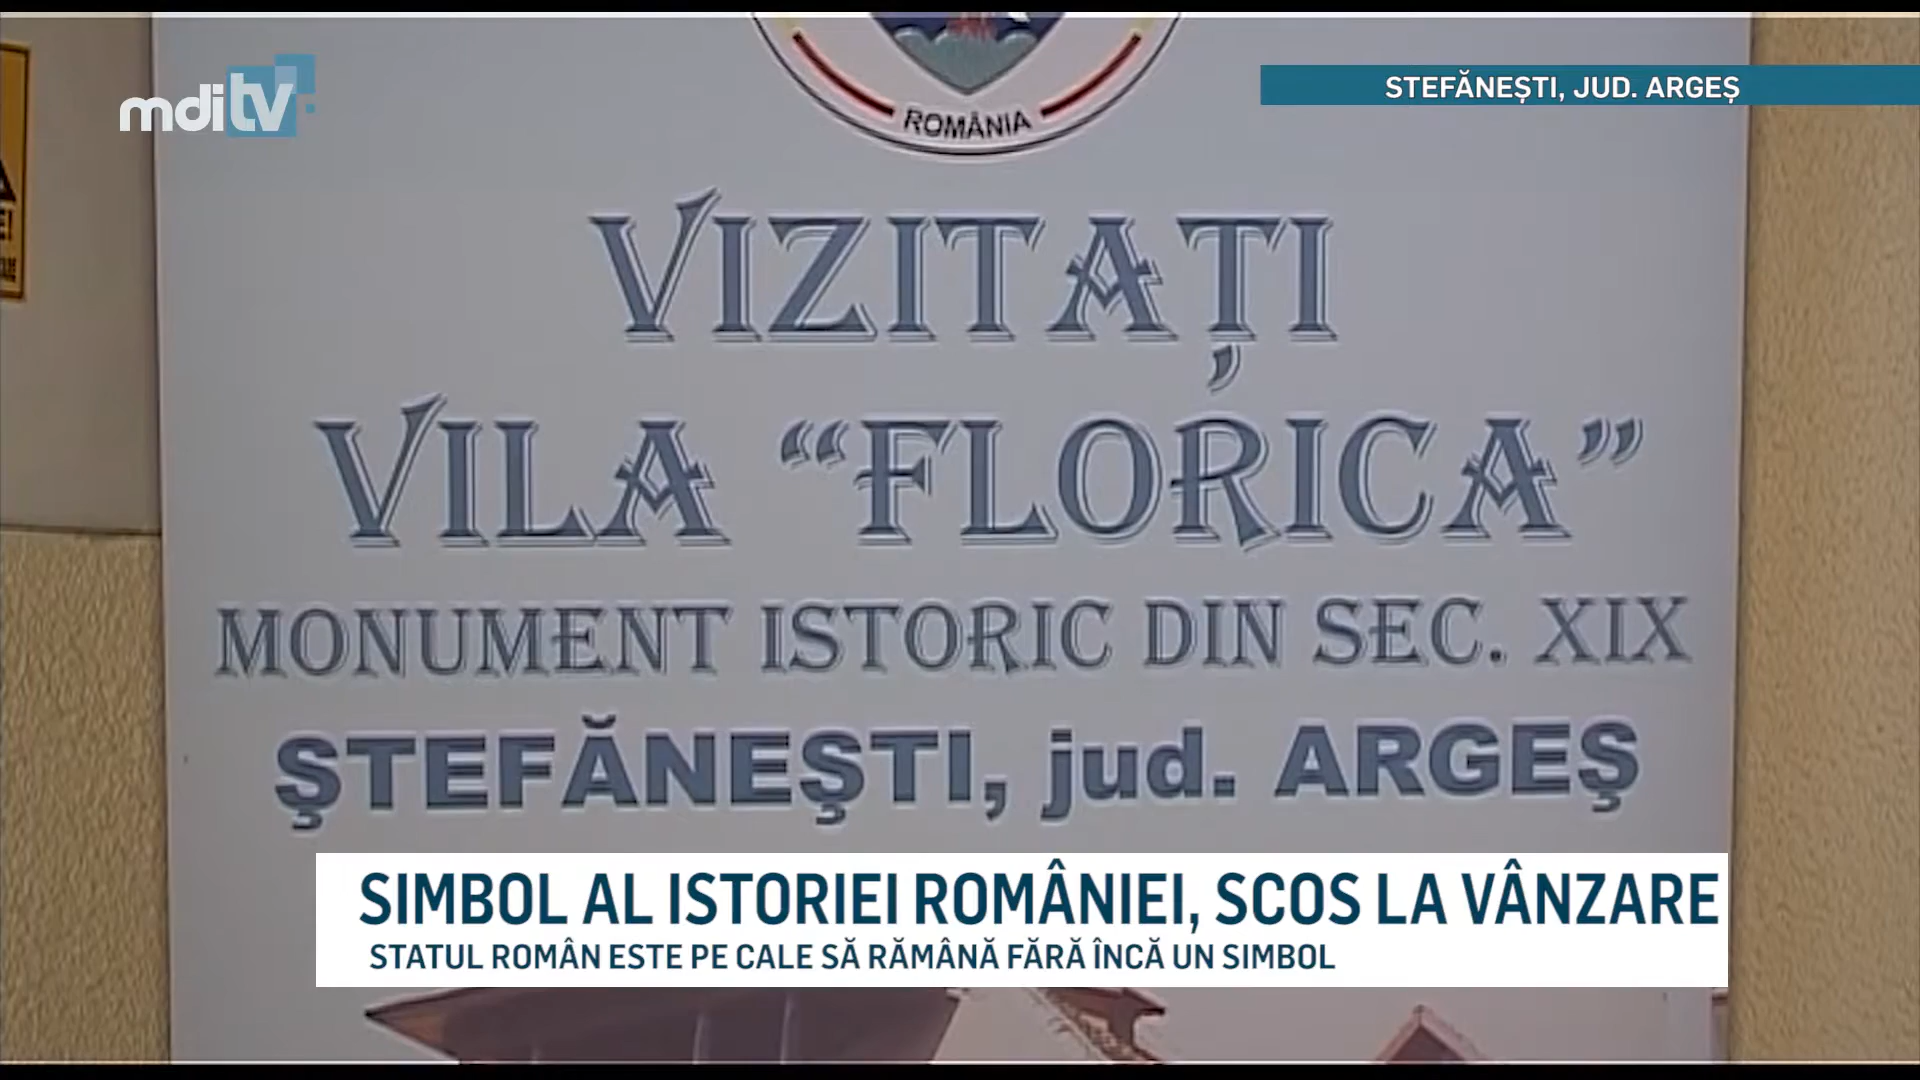 mditv
STEFĂNEȘTI, JUD. ARGEȘ
ROMÂNIA
VIZITAȚI
VILA “FLORICA”
MONUMENT ISTORIC DIN SEC. XIX
ŞTEFĂNEŞTI, jud. ARGEŞ
SIMBOL AL ISTORIEI ROMÂNIEI, SCOS LA VÂNZARE
STATUL ROMÂN ESTE PE CALE SĂ RĂMÂNĂ FĂRĂ ÎNCĂ UN SIMBOL